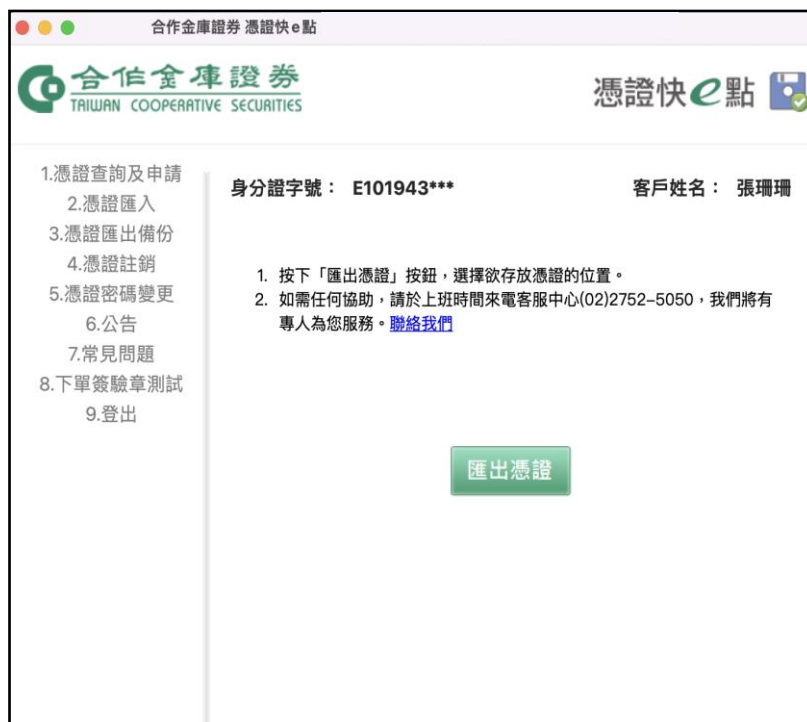 合作金庫證券 憑證快e點
合作金庫證券
TAIWAN COOPERATIVE SECURITIES
憑證快e點
1.憑證查詢及申請
2.憑證匯入
3.憑證匯出備份
4.憑證註銷
5.憑證密碼變更
6.公告
7.常見問題
8.下單簽驗章測試
9.登出
身分證字號： E101943*** 客戶姓名： 張珊珊
1. 按下「匯出憑證」按鈕，選擇欲存放憑證的位置。
2. 如需任何協助，請於上班時間來電客服中心(02)2752–5050，我們將有
專人為您服務。聯絡我們
匯出憑證